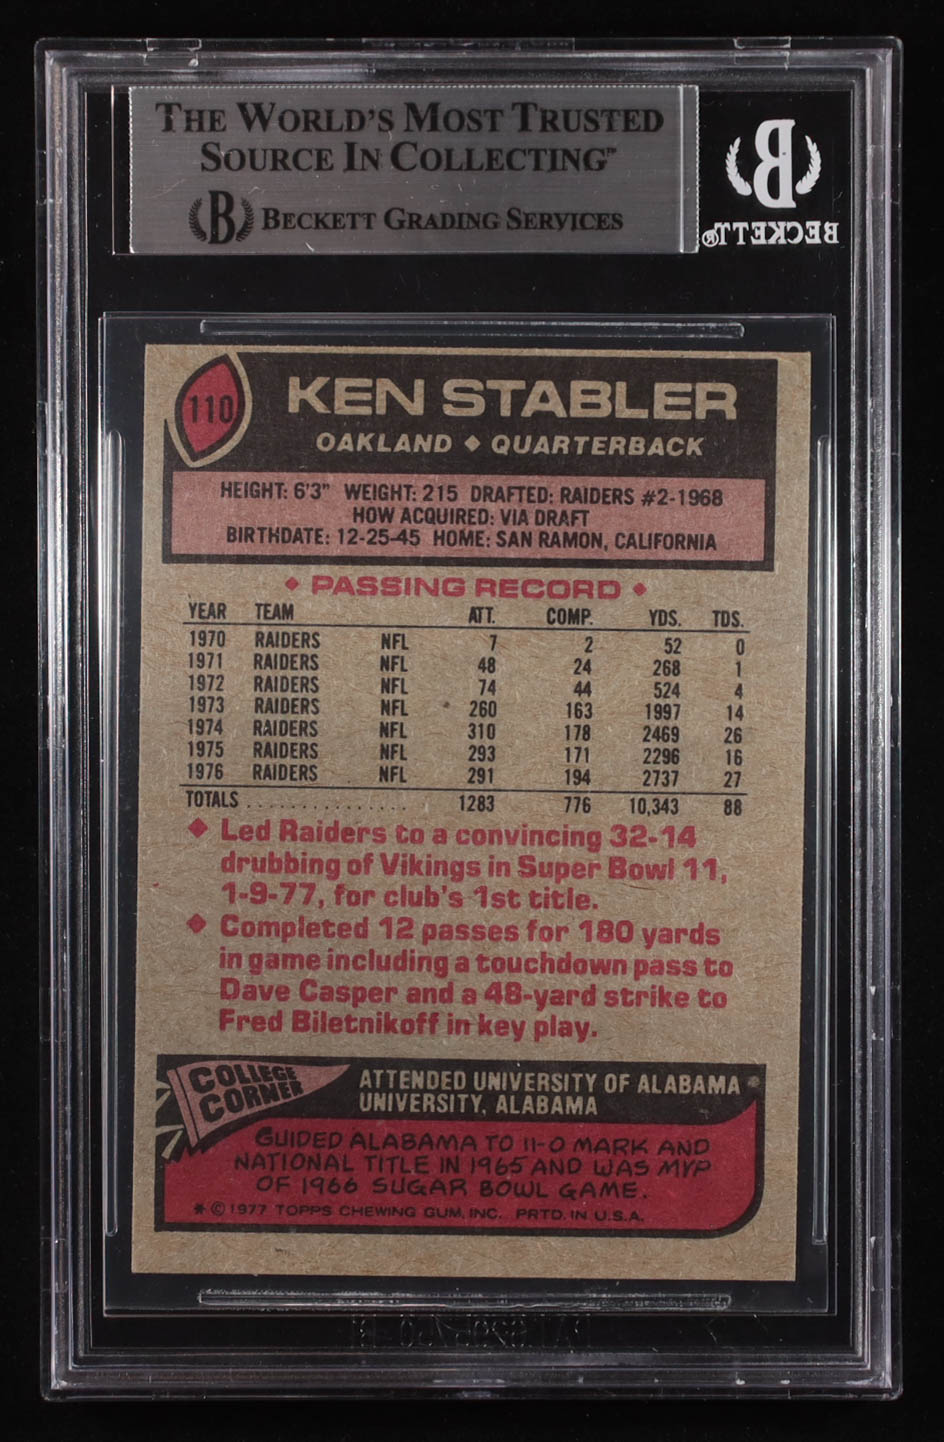 THE WORLD'S MOST TRUSTED
SOURCE IN COLLECTING™
B BECKETT GRADING SERVICES
B
BECKETT®
110
KEN STABLER
OAKLAND ♦ QUARTERBACK
HEIGHT: 6'3" WEIGHT: 215 DRAFTED: RAIDERS #2-1968
HOW ACQUIRED: VIA DRAFT
BIRTHDATE: 12-25-45 HOME: SAN RAMON, CALIFORNIA
♦ PASSING RECORD ♦
YEAR TEAM ATT. COMP. YDS. TDS.
1970 RAIDERS NFL 7 2 52 0
1971 RAIDERS NFL 48 24 268 1
1972 RAIDERS NFL 74 44 524 4
1973 RAIDERS NFL 260 163 1997 14
1974 RAIDERS NFL 310 178 2469 26
1975 RAIDERS NFL 293 171 2296 16
1976 RAIDERS NFL 291 194 2737 27
TOTALS ................ 1283 776 10,343 88
♦ Led Raiders to a convincing 32-14
drubbing of Vikings in Super Bowl 11,
1-9-77, for club's 1st title.
♦ Completed 12 passes for 180 yards
in game including a touchdown pass to
Dave Casper and a 48-yard strike to
Fred Biletnikoff in key play.
COLLEGE
CORNER
ATTENDED UNIVERSITY OF ALABAMA
UNIVERSITY, ALABAMA
GUIDED ALABAMA TO 11-0 MARK AND
NATIONAL TITLE IN 1965 AND WAS MVP
OF 1966 SUGAR BOWL GAME.
* © 1977 TOPPS CHEWING GUM, INC. PRTD. IN U.S.A.